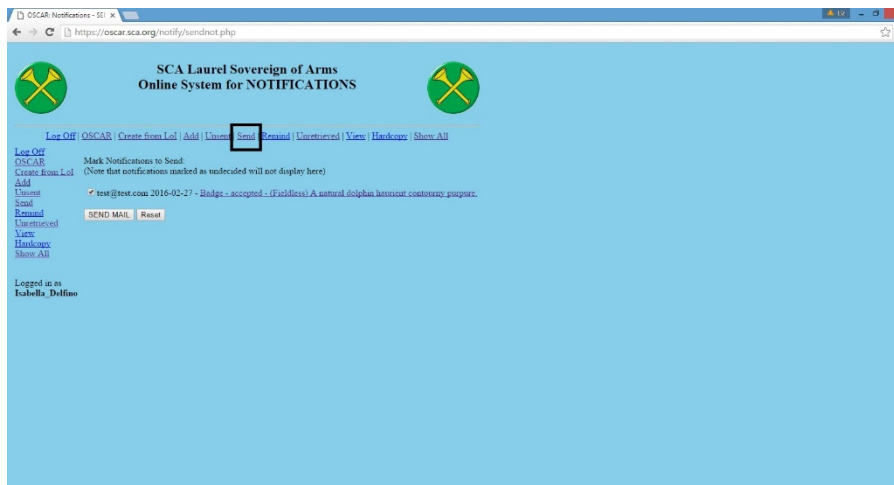 OSCAR: Notifications - SE
https://oscar.sca.org/notify/sendnot.php
SCA Laurel Sovereign of Arms
Online System for NOTIFICATIONS
Log Off | OSCAR | Create from LoI | Add | Unsent | Send | Remind | Unretrieved | View | Hardcopy | Show All
Log Off
OSCAR
Create from LoI
Add
Unsent
Send
Remind
Unretrieved
View
Hardcopy
Show All
Mark Notifications to Send:
(Note that notifications marked as undecided will not display here)
test@test.com 2016-02-27 - Badge - accepted - (Fieldless) A natural dolphin haurient contourny purpure.
SEND MAIL Reset
Logged in as
Isabella_Delfino